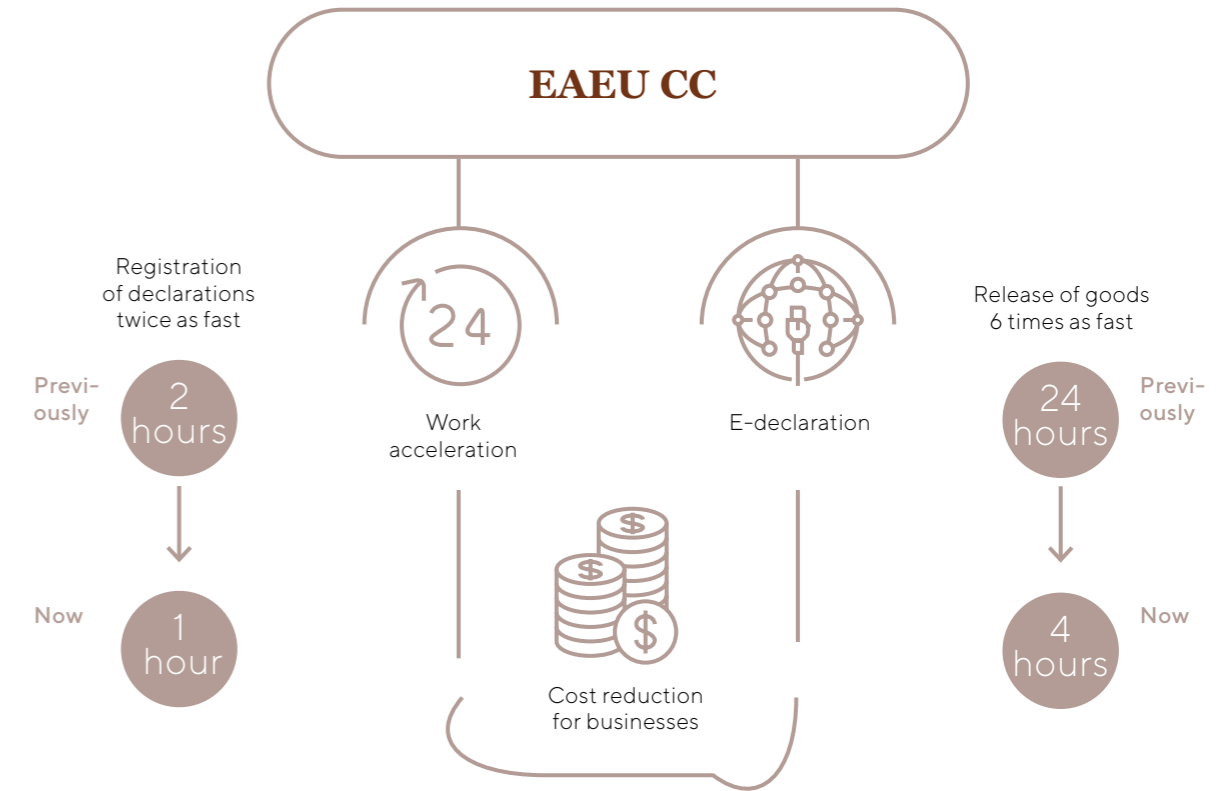 EAEU CC
Registration
of declarations
twice as fast
Previ-
ously
2
hours
Now
1
hour
24
Work
acceleration
E-declaration
$
$
$
Cost reduction
for businesses
Release of goods
6 times as fast
24
hours
Previ-
ously
4
hours
Now